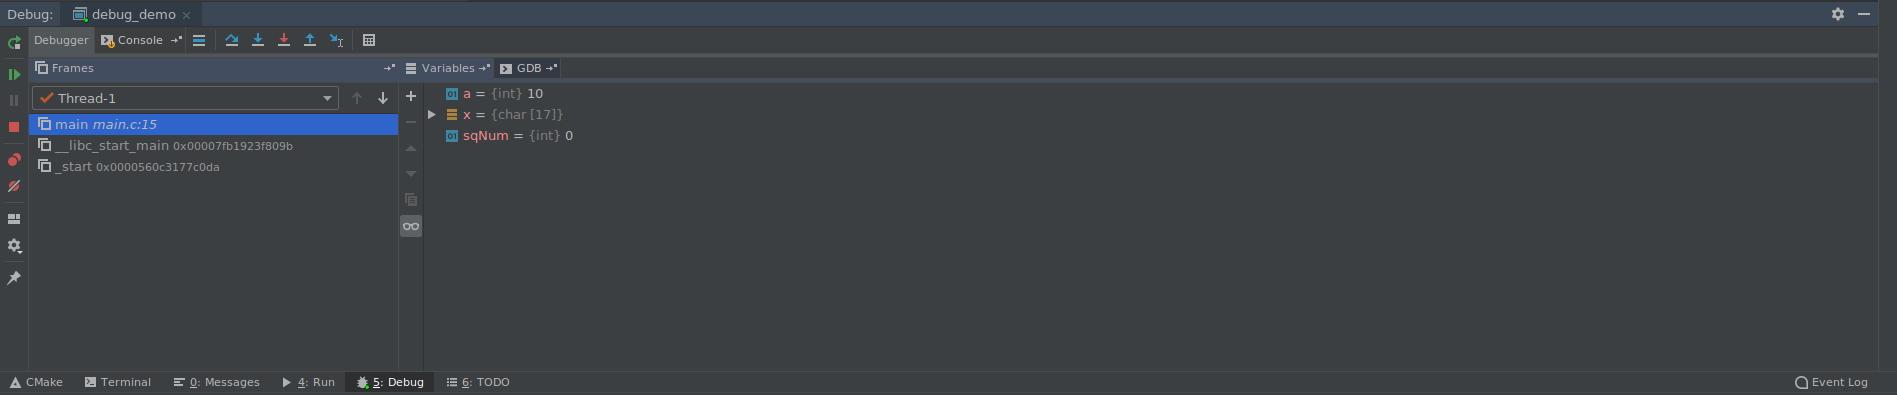 Debug: debug_demo
Debugger Console
Frames Variables GDB
Thread-1
a = {int} 10
main main.c:15
x = {char [17]}
__libc_start_main 0x00007fb1923f809b
sqNum = {int} 0
_start 0x0000560c3177c0da
CMake Terminal 0: Messages 4: Run 5: Debug 6: TODO Event Log